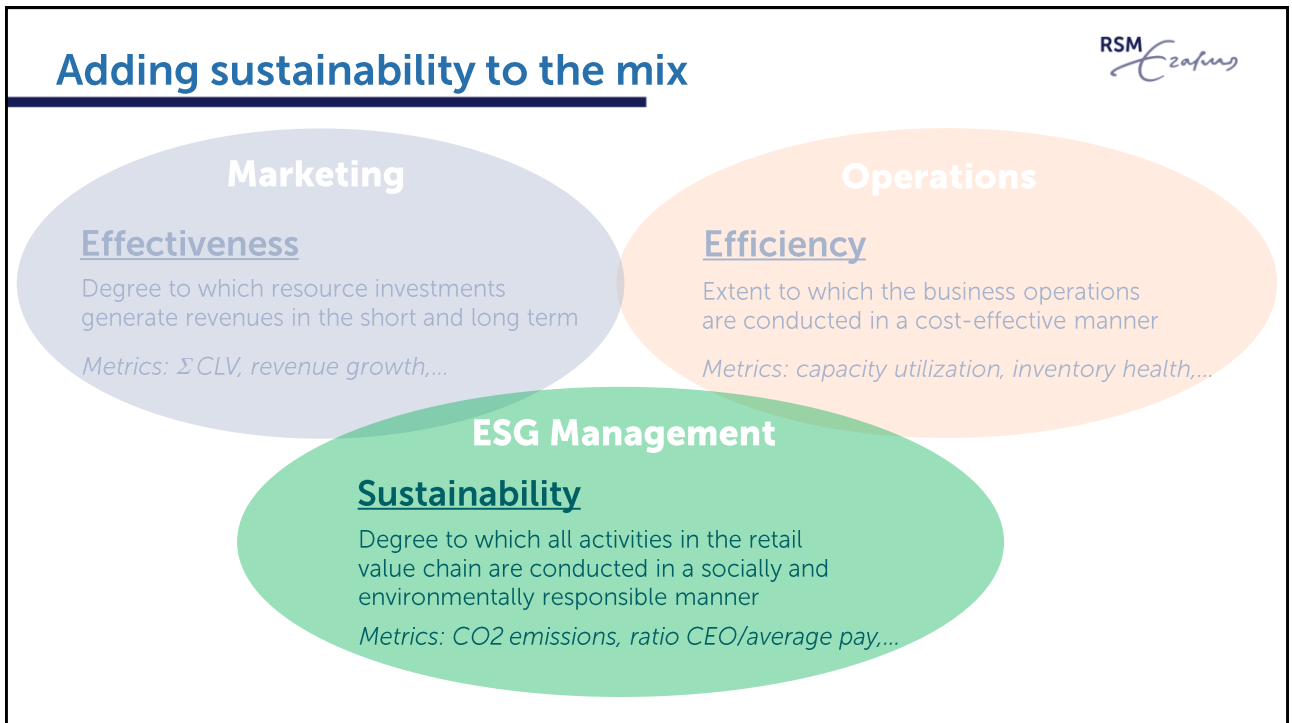 Adding sustainability to the mix
RSM
Erasmus
Marketing
Effectiveness
Degree to which resource investments
generate revenues in the short and long term
Metrics: Σ CLV, revenue growth,...
Operations
Efficiency
Extent to which the business operations
are conducted in a cost-effective manner
Metrics: capacity utilization, inventory health,...
ESG Management
Sustainability
Degree to which all activities in the retail
value chain are conducted in a socially and
environmentally responsible manner
Metrics: CO2 emissions, ratio CEO/average pay,...